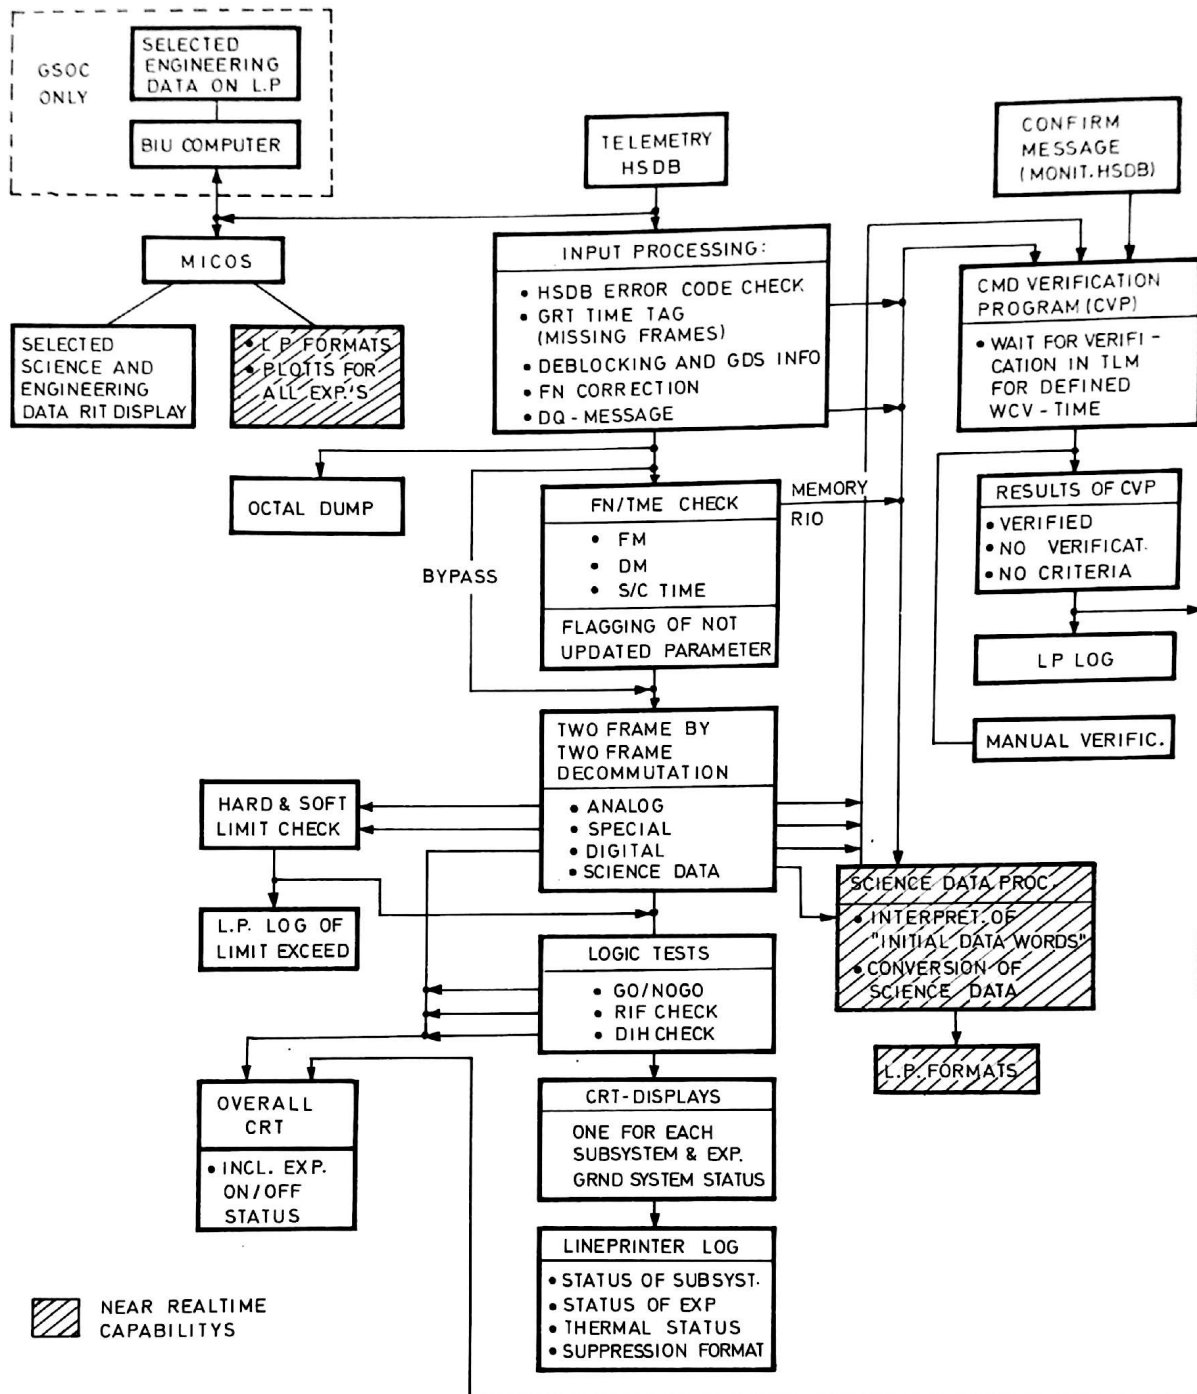 GSOC
ONLY
SELECTED
ENGINEERING
DATA ON L.P
BIU COMPUTER
MICOS
SELECTED
SCIENCE AND
ENGINEERING
DATA RIT DISPLAY
• L P FORMATS
• PLOTTS FOR
ALL EXP.'S
TELEMETRY
HSDB
INPUT PROCESSING:
• HSDB ERROR CODE CHECK
• GRT TIME TAG
(MISSING FRAMES)
• DEBLOCKING AND GDS INFO
• FN CORRECTION
• DQ - MESSAGE
CONFIRM
MESSAGE
(MONIT. HSDB)
CMD VERIFICATION
PROGRAM (CVP)
• WAIT FOR VERIFI -
CATION IN TLM
FOR DEFINED
WCV - TIME
OCTAL DUMP
BYPASS
FN/TME CHECK
• FM
• DM
• S/C TIME
FLAGGING OF NOT
UPDATED PARAMETER
MEMORY
RIO
RESULTS OF CVP
• VERIFIED
• NO VERIFICAT.
• NO CRITERIA
LP LOG
MANUAL VERIFIC.
TWO FRAME BY
TWO FRAME
DECOMMUTATION
• ANALOG
• SPECIAL
• DIGITAL
• SCIENCE DATA
HARD & SOFT
LIMIT CHECK
L.P. LOG OF
LIMIT EXCEED
SCIENCE DATA PROC.
• INTERPRET. OF
"INITIAL DATA WORDS"
• CONVERSION OF
SCIENCE DATA
L.P. FORMATS
LOGIC TESTS
• GO/NOGO
• RIF CHECK
• DIH CHECK
OVERALL
CRT
• INCL. EXP.
ON/OFF
STATUS
CRT-DISPLAYS
ONE FOR EACH
SUBSYSTEM & EXP.
GRND SYSTEM STATUS
LINEPRINTER LOG
• STATUS OF SUBSYST.
• STATUS OF EXP
• THERMAL STATUS
• SUPPRESSION FORMAT
NEAR REALTIME
CAPABILITYS